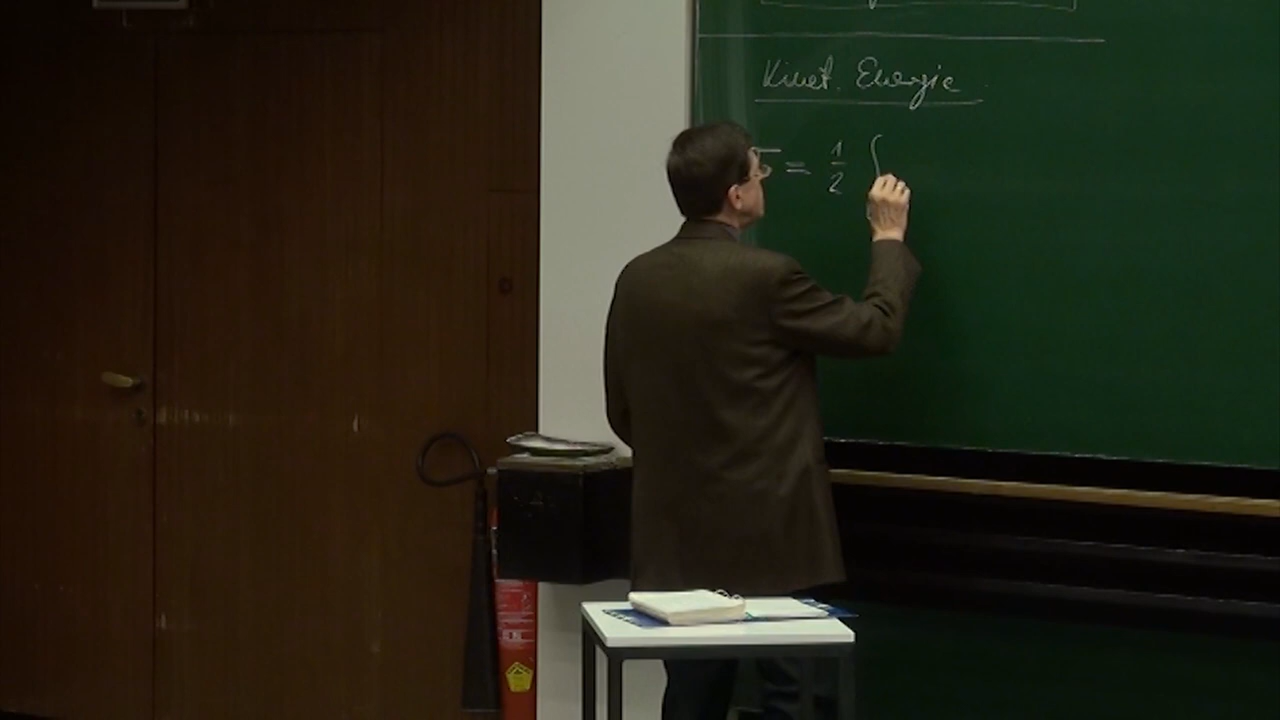 Kinet. Energie
= 1/2 ∫